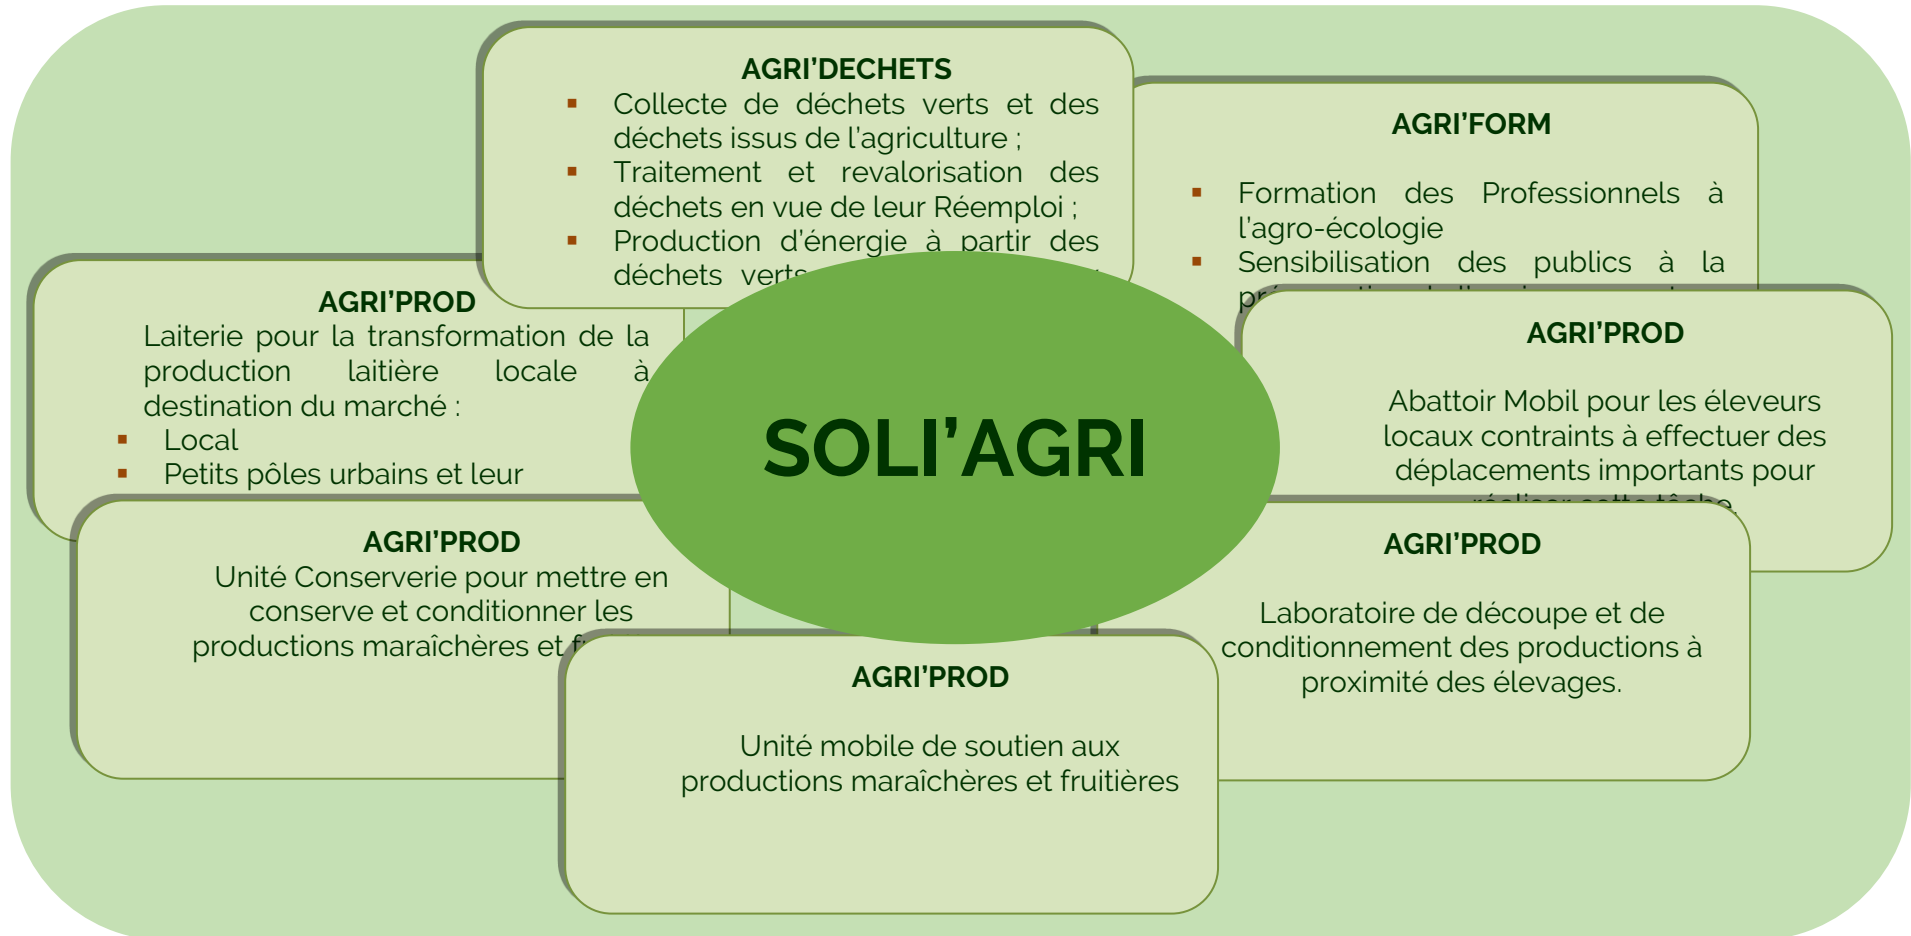 AGRI’DECHETS
▪ Collecte de déchets verts et des
déchets issus de l’agriculture ;
▪ Traitement et revalorisation des
déchets en vue de leur Réemploi ;
▪ Production d’énergie à partir des
déchets verts
AGRI’FORM
▪ Formation des Professionnels à
l’agro-écologie
▪ Sensibilisation des publics à la
AGRI’PROD
Laiterie pour la transformation de la
production laitière locale à
destination du marché :
▪ Local
▪ Petits pôles urbains et leur
SOLI’AGRI
AGRI’PROD
Abattoir Mobil pour les éleveurs
locaux contraints à effectuer des
déplacements importants pour
réaliser cette tâche.
AGRI’PROD
Unité Conserverie pour mettre en
conserve et conditionner les
productions maraîchères et
AGRI’PROD
Laboratoire de découpe et de
conditionnement des productions à
proximité des élevages.
AGRI’PROD
Unité mobile de soutien aux
productions maraîchères et fruitières